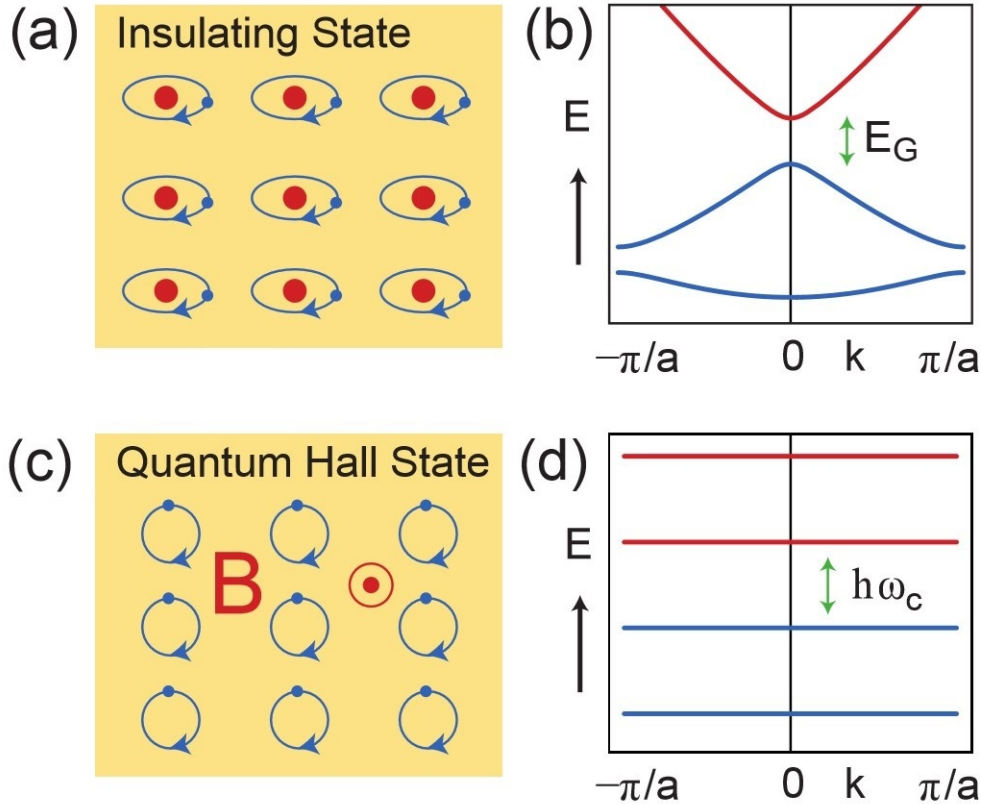 (a) Insulating State
(b)
E
E_G
−π/a 0 k π/a
(c) Quantum Hall State
B
(d)
E
hω_c
−π/a 0 k π/a